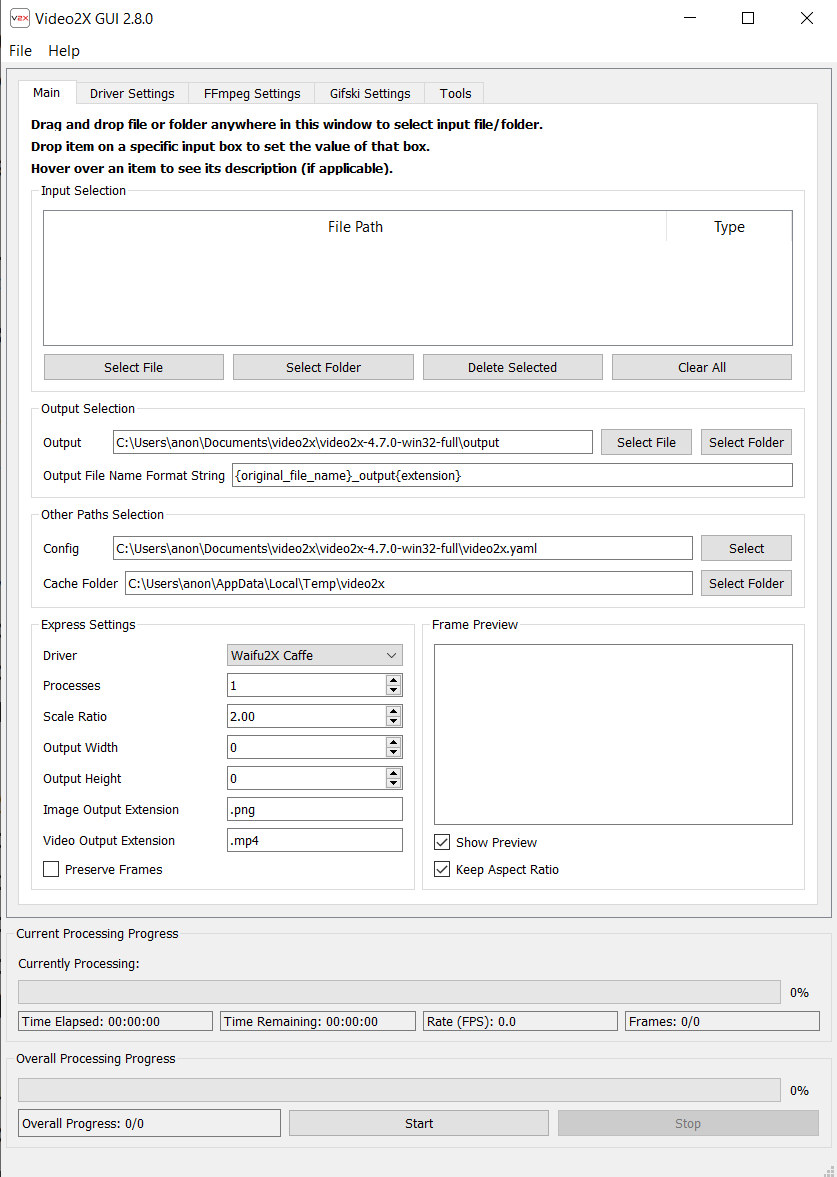 V2X Video2X GUI 2.8.0
File Help
Main Driver Settings FFmpeg Settings Gifski Settings Tools
Drag and drop file or folder anywhere in this window to select input file/folder.
Drop item on a specific input box to set the value of that box.
Hover over an item to see its description (if applicable).
Input Selection
File Path Type
Select File Select Folder Delete Selected Clear All
Output Selection
Output C:\Users\anon\Documents\video2x\video2x-4.7.0-win32-full\output Select File Select Folder
Output File Name Format String {original_file_name}_output{extension}
Other Paths Selection
Config C:\Users\anon\Documents\video2x\video2x-4.7.0-win32-full\video2x.yaml Select
Cache Folder C:\Users\anon\AppData\Local\Temp\video2x Select Folder
Express Settings
Driver Waifu2X Caffe
Processes 1
Scale Ratio 2.00
Output Width 0
Output Height 0
Image Output Extension .png
Video Output Extension .mp4
Preserve Frames
Frame Preview
Show Preview
Keep Aspect Ratio
Current Processing Progress
Currently Processing:
0%
Time Elapsed: 00:00:00 Time Remaining: 00:00:00 Rate (FPS): 0.0 Frames: 0/0
Overall Processing Progress
0%
Overall Progress: 0/0 Start Stop